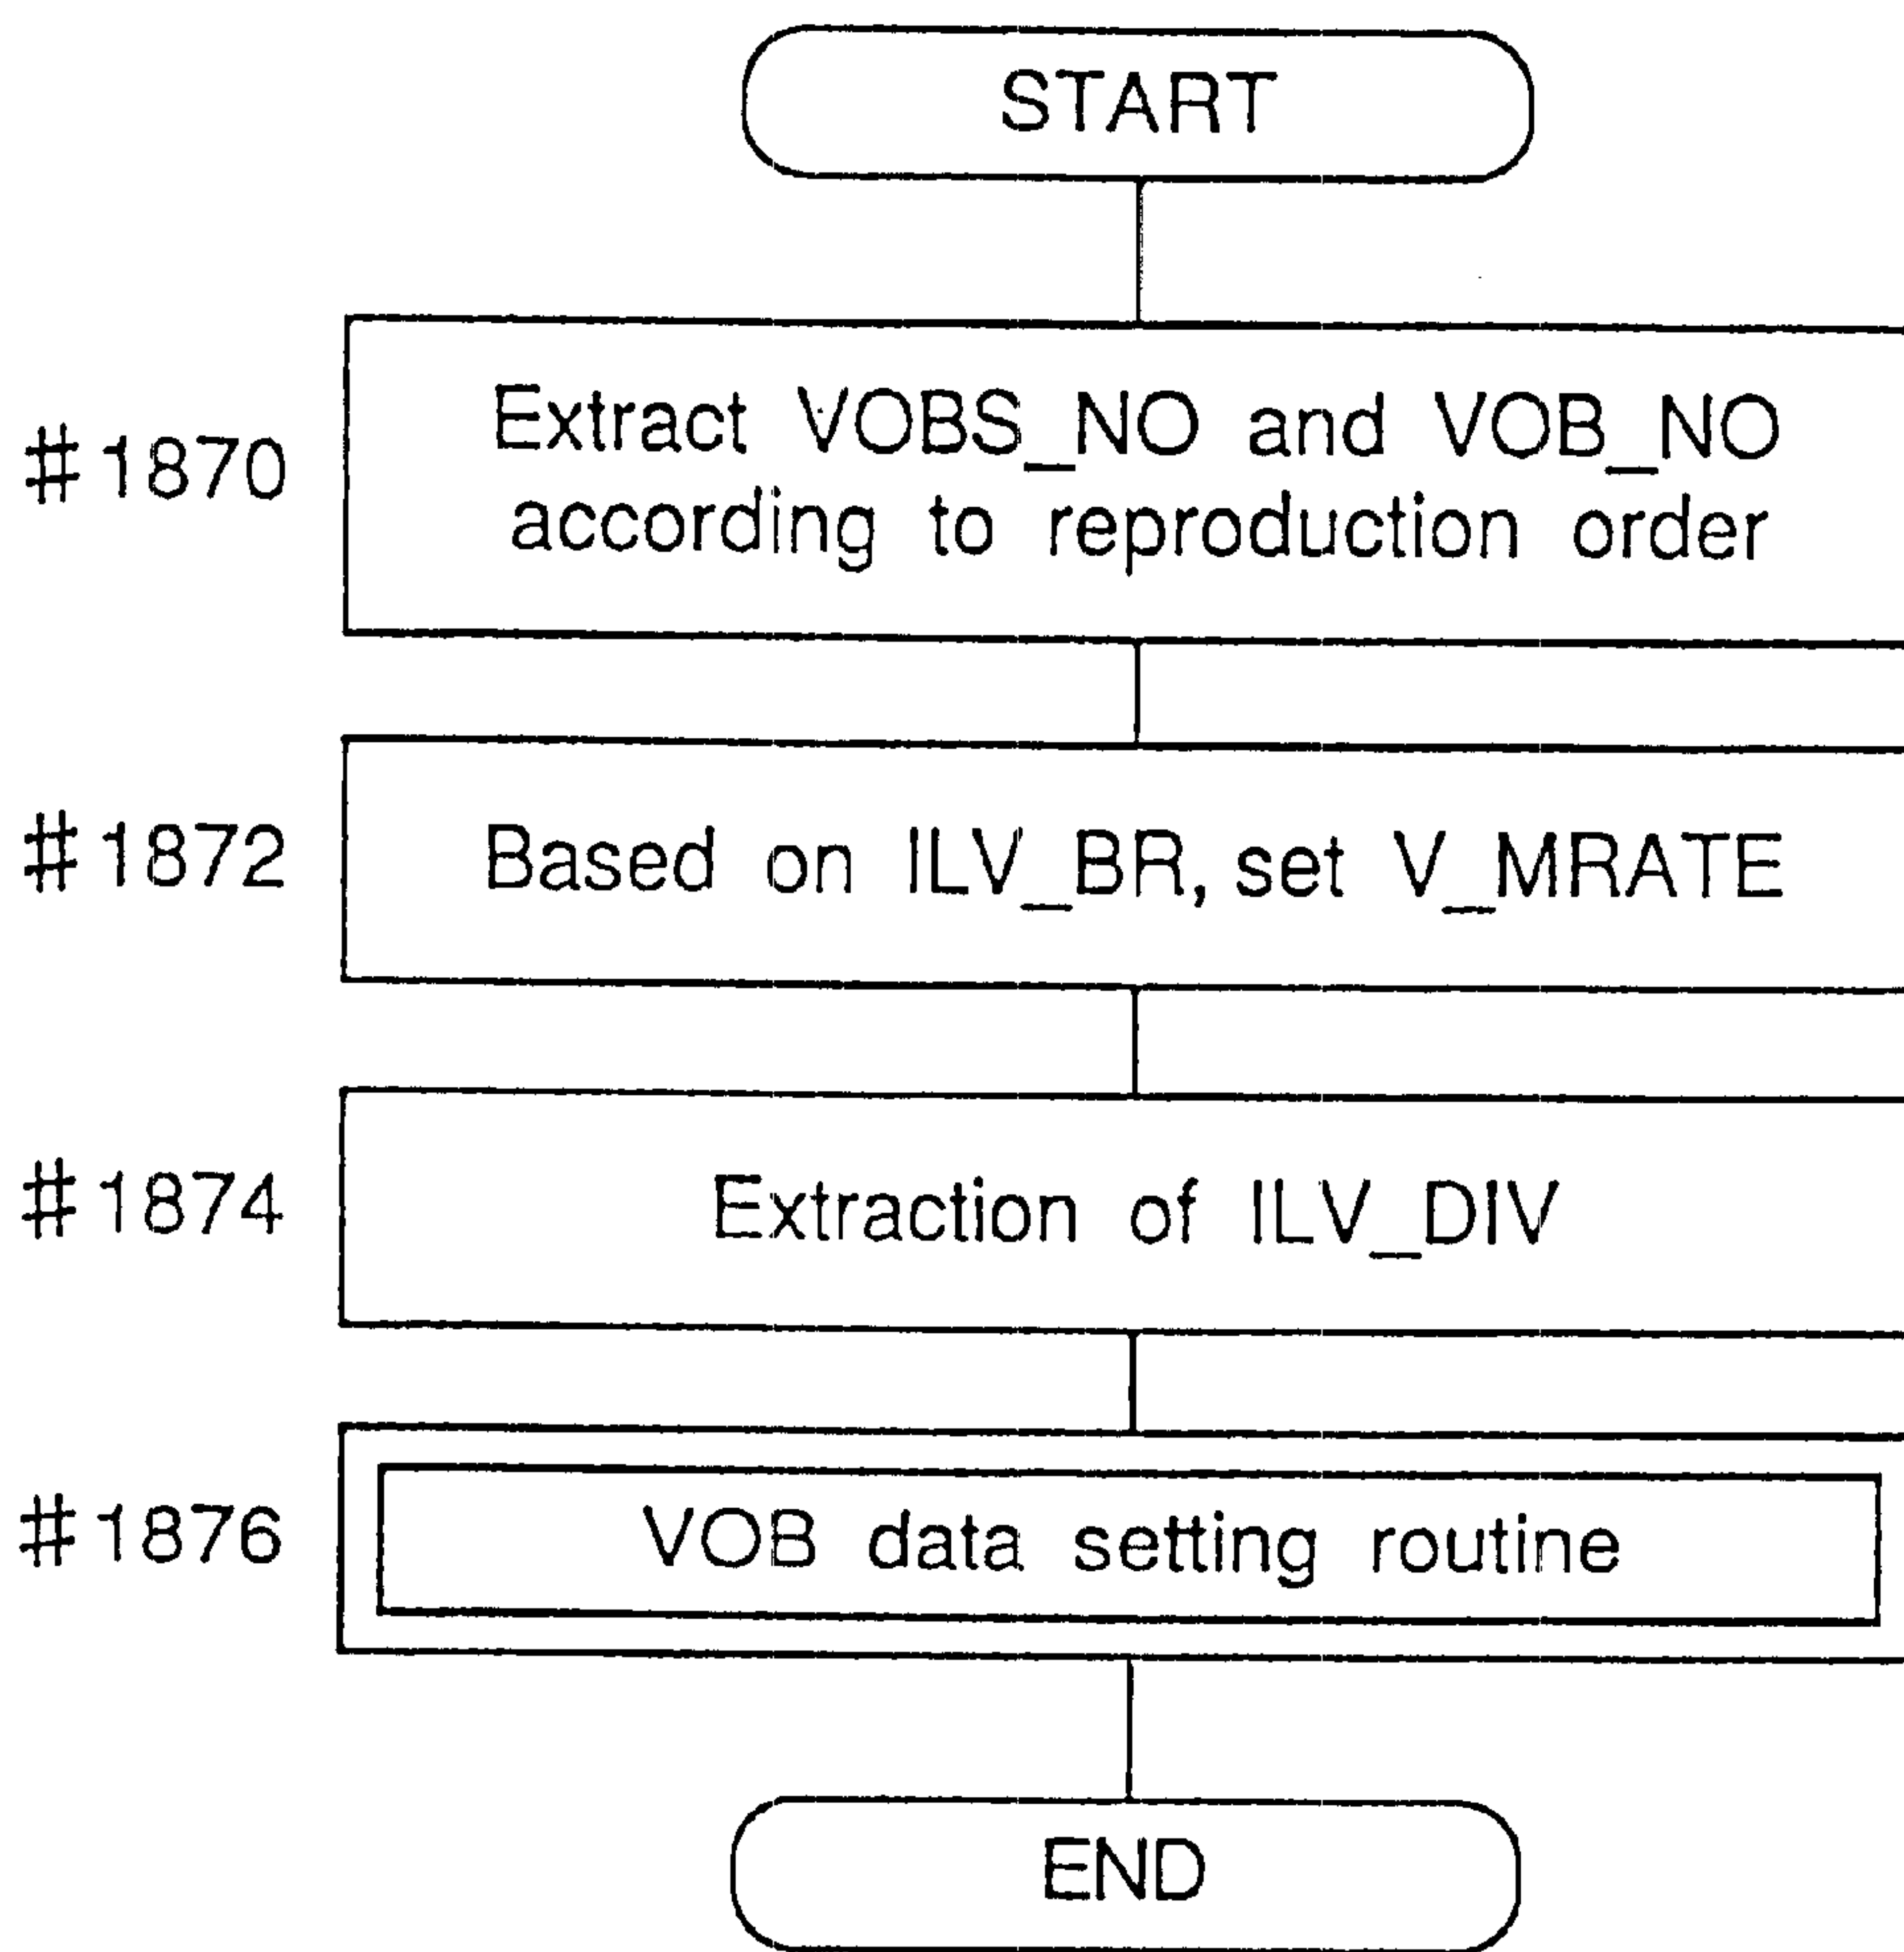 START
#1870
Extract VOBS_NO and VOB_NO
according to reproduction order
#1872
Based on ILV_BR, set V_MRATE
#1874
Extraction of ILV_DIV
#1876
VOB data setting routine
END